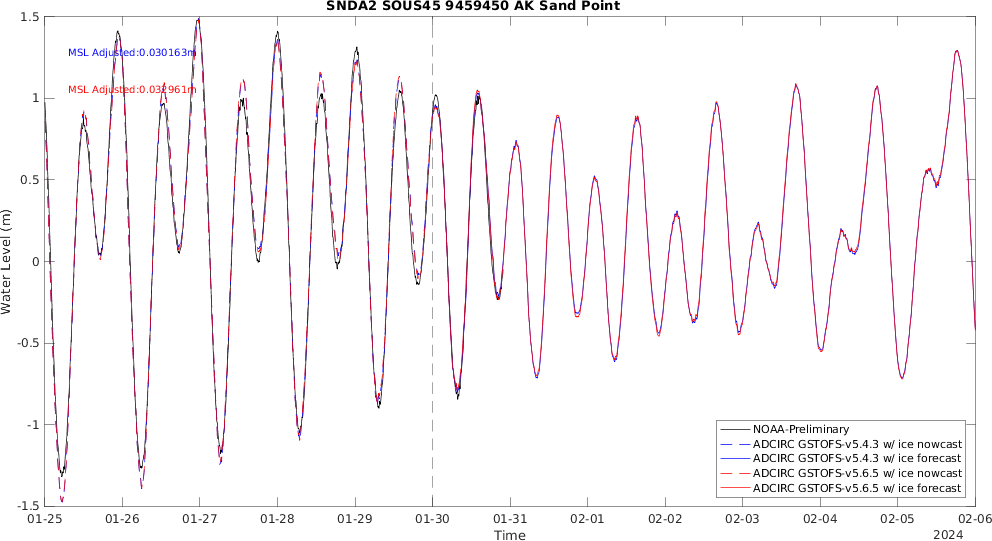 SNDA2 SOUS45 9459450 AK Sand Point
1.5
1
0.5
0
-0.5
-1
-1.5
Water Level (m)
MSL Adjusted:0.030163m
MSL Adjusted:0.032961m
NOAA-Preliminary
ADCIRC GSTOFS-v5.4.3 w/ ice nowcast
ADCIRC GSTOFS-v5.4.3 w/ ice forecast
ADCIRC GSTOFS-v5.6.5 w/ ice nowcast
ADCIRC GSTOFS-v5.6.5 w/ ice forecast
01-25 01-26 01-27 01-28 01-29 01-30 01-31 02-01 02-02 02-03 02-04 02-05 02-06
Time
2024